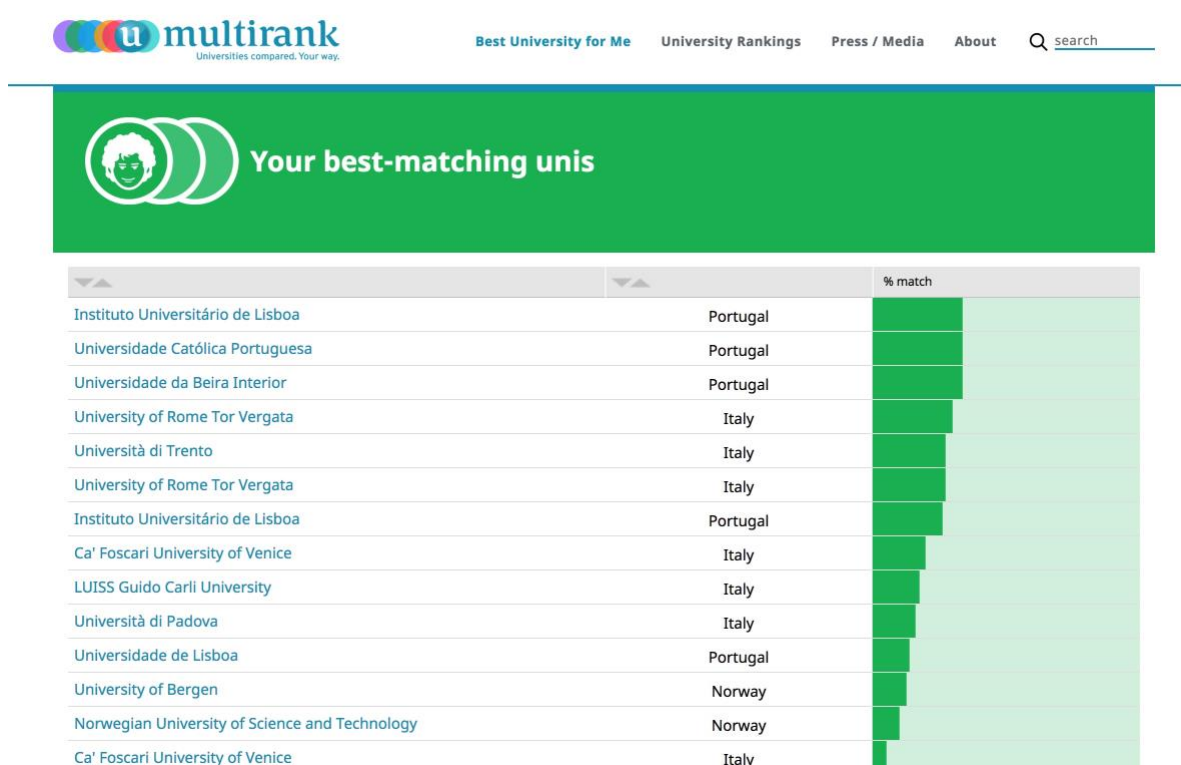 u multirank
Universities compared. Your way.
Best University for Me University Rankings Press / Media About search
Your best-matching unis
% match
Instituto Universitário de Lisboa Portugal
Universidade Católica Portuguesa Portugal
Universidade da Beira Interior Portugal
University of Rome Tor Vergata Italy
Università di Trento Italy
University of Rome Tor Vergata Italy
Instituto Universitário de Lisboa Portugal
Ca' Foscari University of Venice Italy
LUISS Guido Carli University Italy
Università di Padova Italy
Universidade de Lisboa Portugal
University of Bergen Norway
Norwegian University of Science and Technology Norway
Ca' Foscari University of Venice Italy